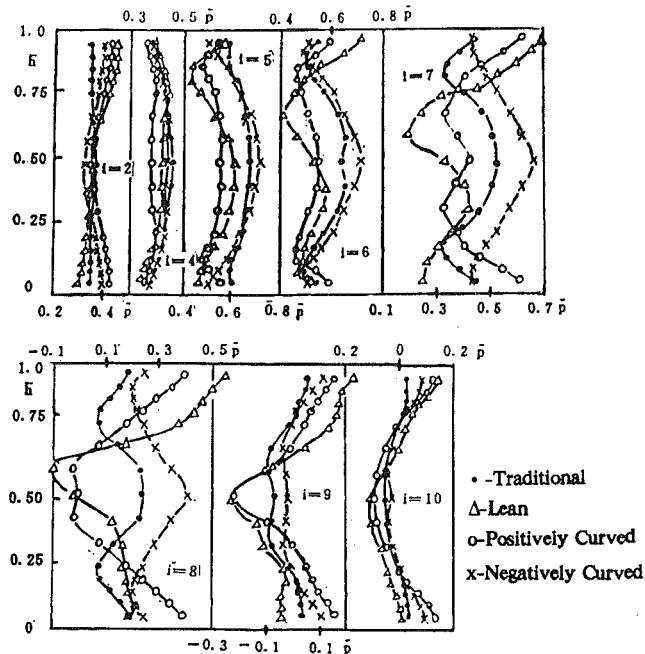 0.3 0.5 p̄ 0.4 0.6 0.8 p̄
1.0
h̄
0.75
0.50
0.25
0
i=2
i=4
i=5
i=6
i=7
0.2 0.4 p̄ 0.4 0.6 0.8 p̄ 0.1 0.3 0.5 0.7 p̄
-0.1 0.1 0.3 0.5 p̄ 0.2 0 0.2 p̄
1.0
h̄
0.75
0.50
0.25
0
i=8
i=9
i=10
-0.3 -0.1 0.1 p̄
•-Traditional
Δ-Lean
o-Positively Curved
x-Negatively Curved